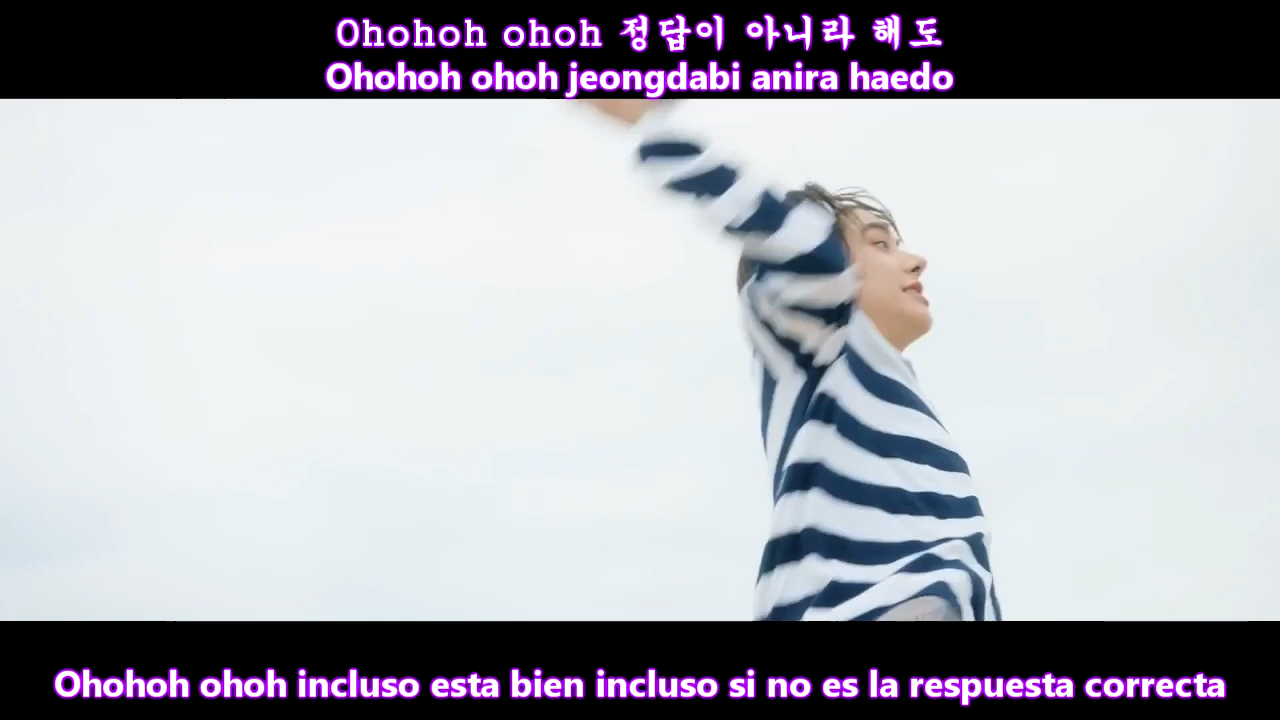 Ohohoh ohoh 정답이 아니라 해도
Ohohoh ohoh jeongdabi anira haedo
Ohohoh ohoh incluso esta bien incluso si no es la respuesta correcta